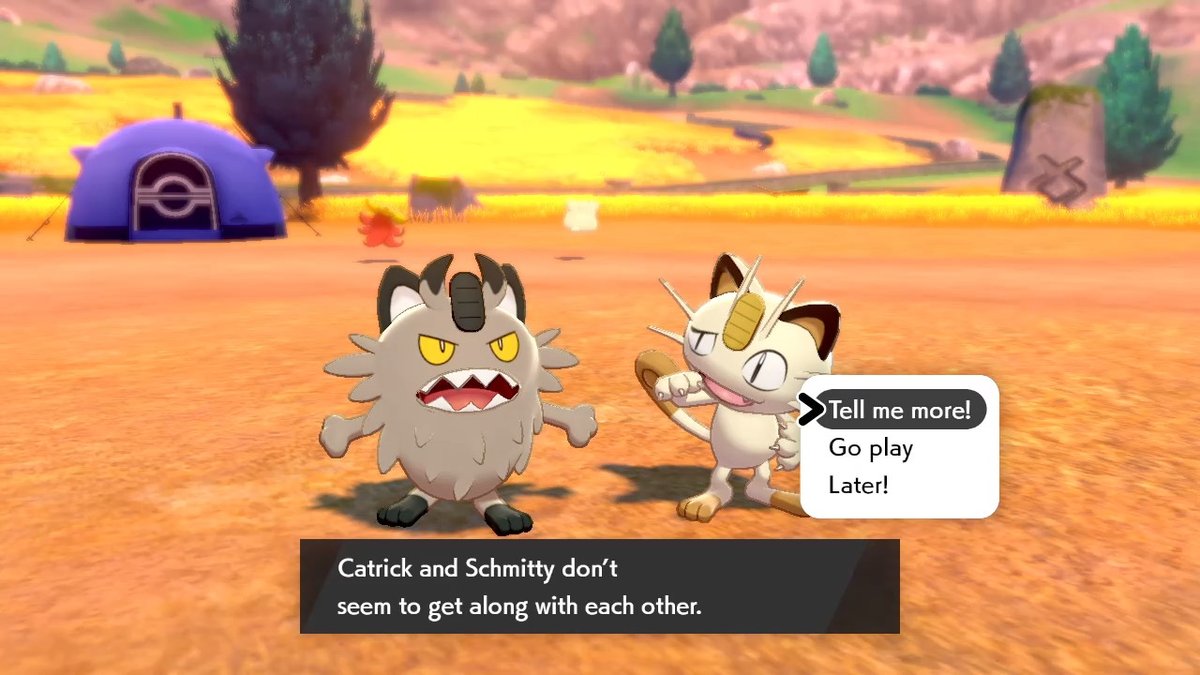 Tell me more!
Go play
Later!
Catrick and Schmitty don't
seem to get along with each other.